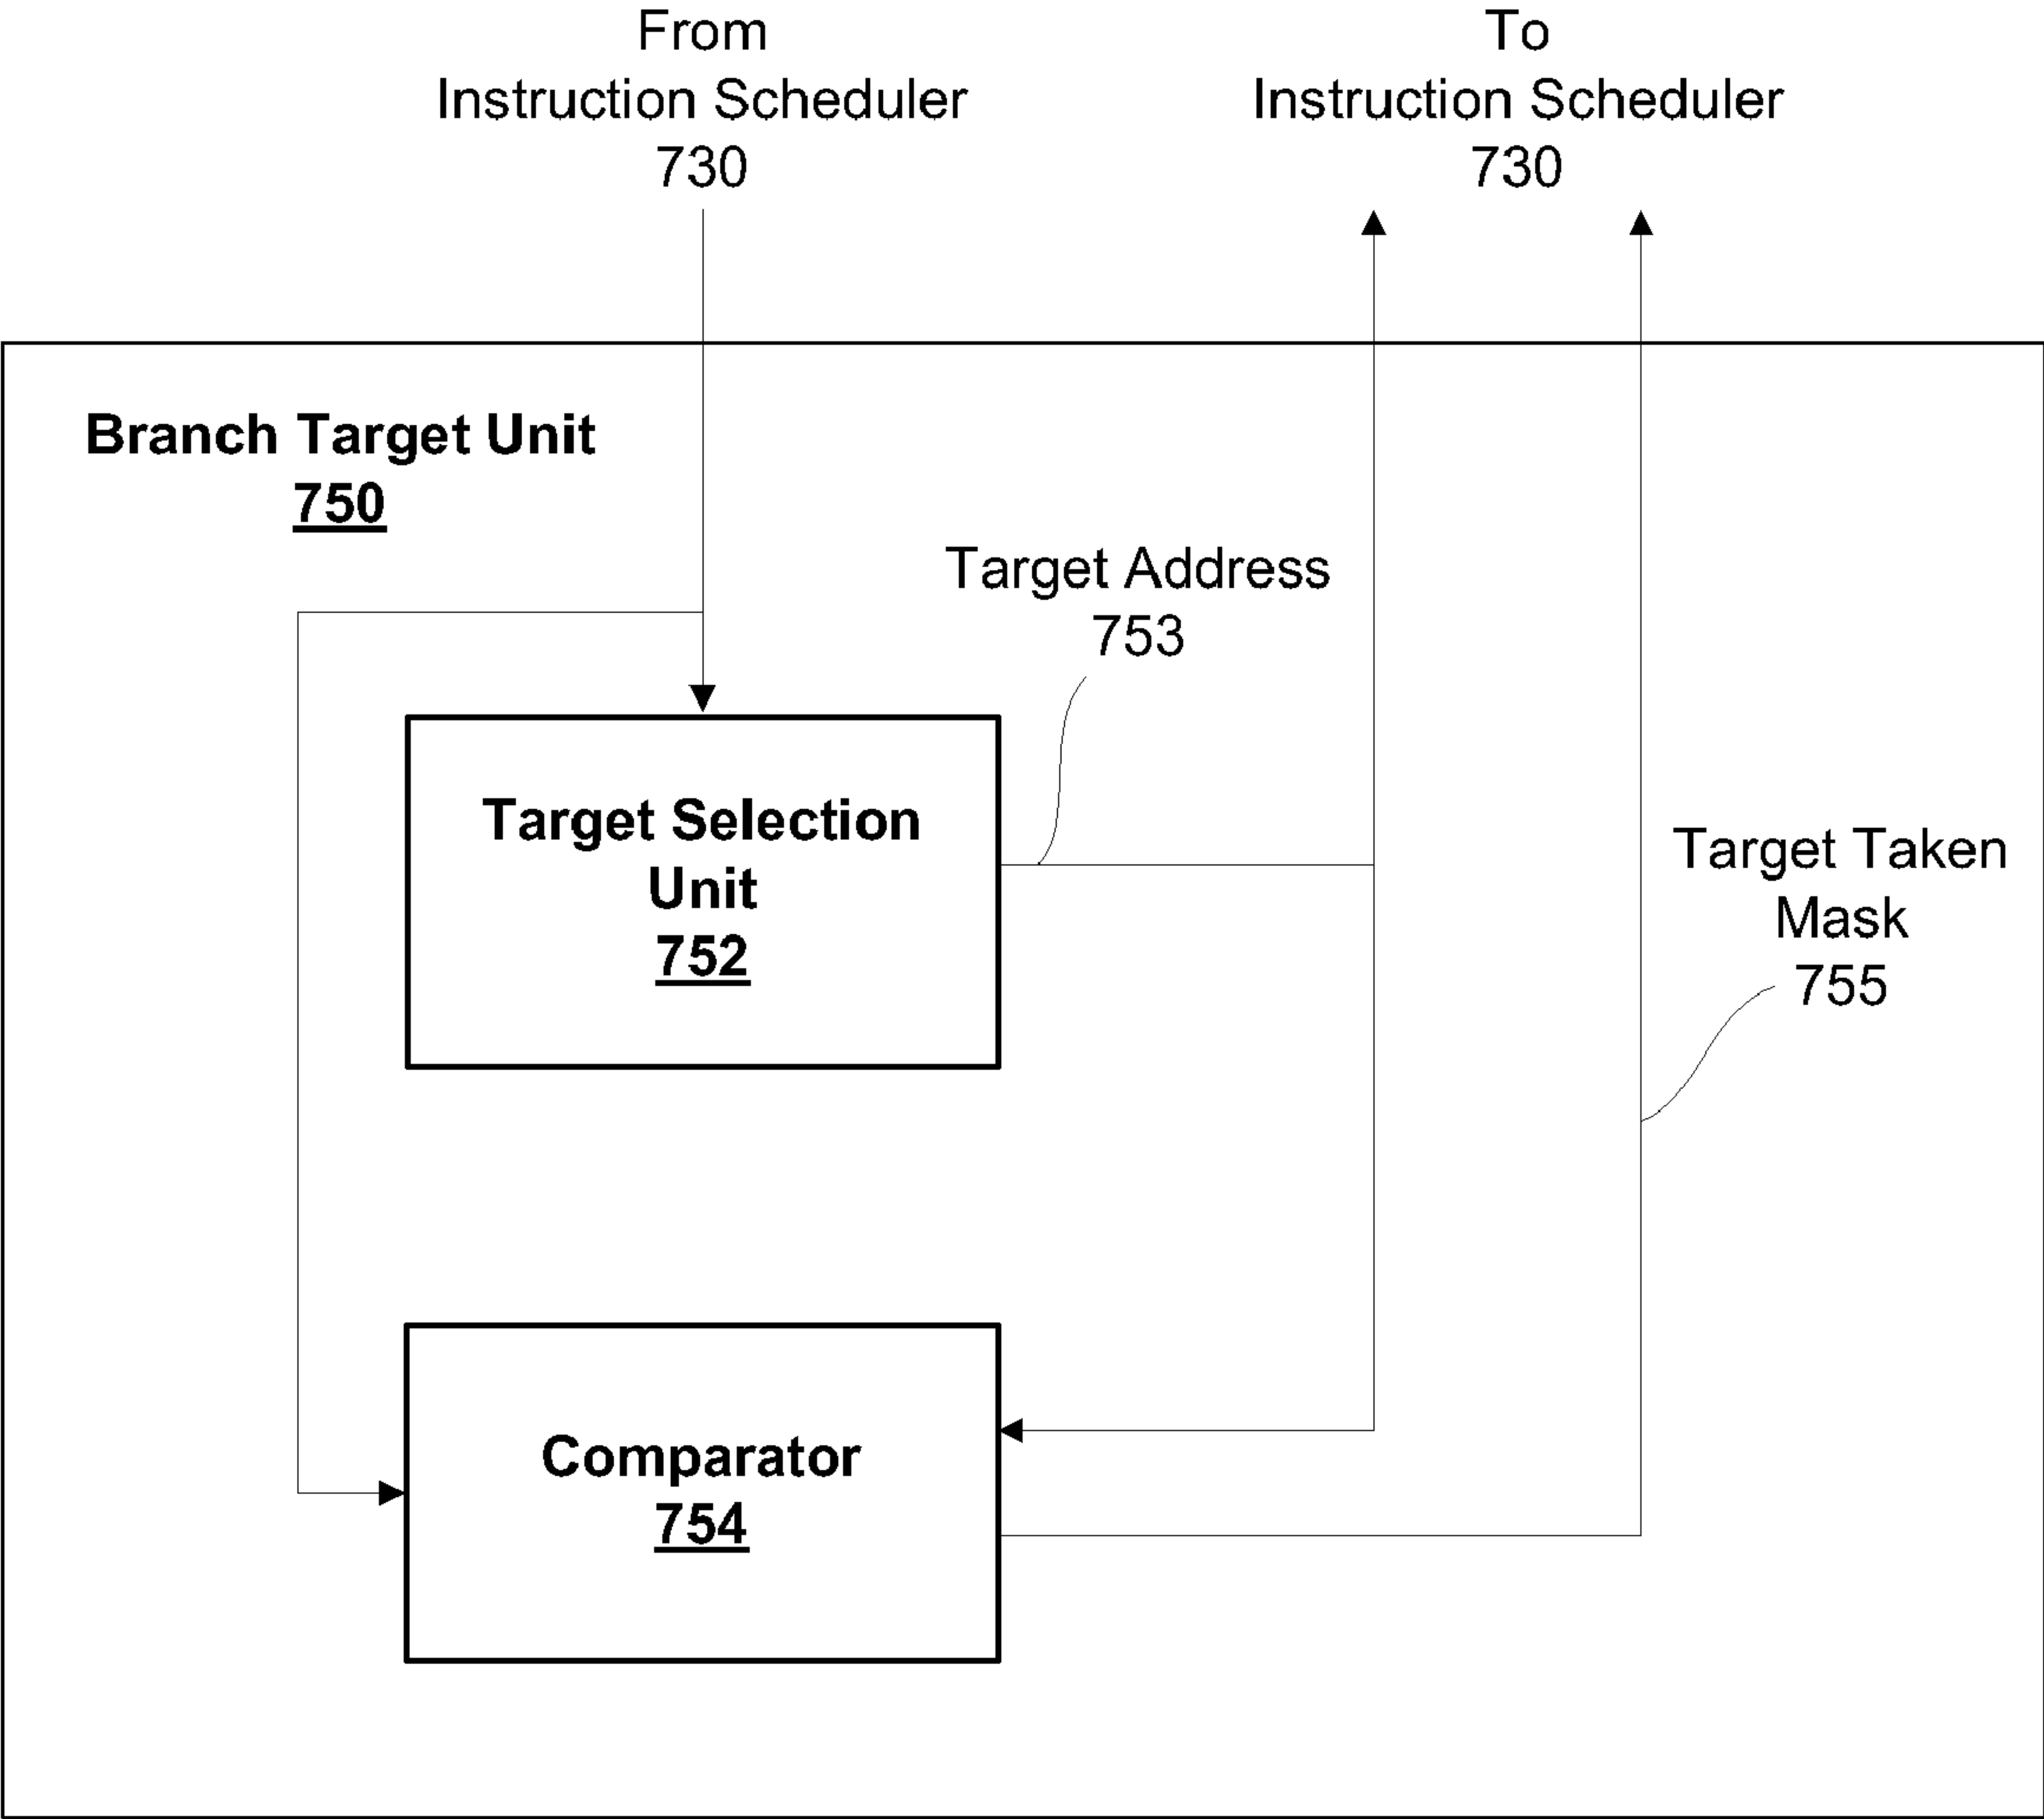 From
Instruction Scheduler
730
To
Instruction Scheduler
730
Branch Target Unit
750
Target Address
753
Target Selection
Unit
752
Target Taken
Mask
755
Comparator
754